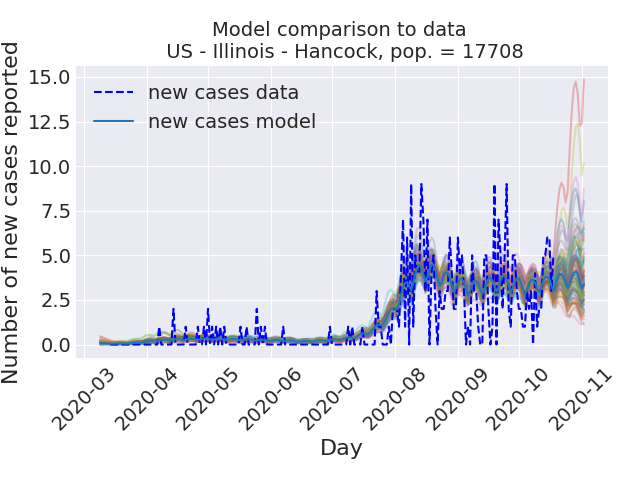 Model comparison to data
US - Illinois - Hancock, pop. = 17708
Number of new cases reported
15.0
12.5
10.0
7.5
5.0
2.5
0.0
new cases data
new cases model
2020-03
2020-04
2020-05
2020-06
2020-07
2020-08
2020-09
2020-10
2020-11
Day